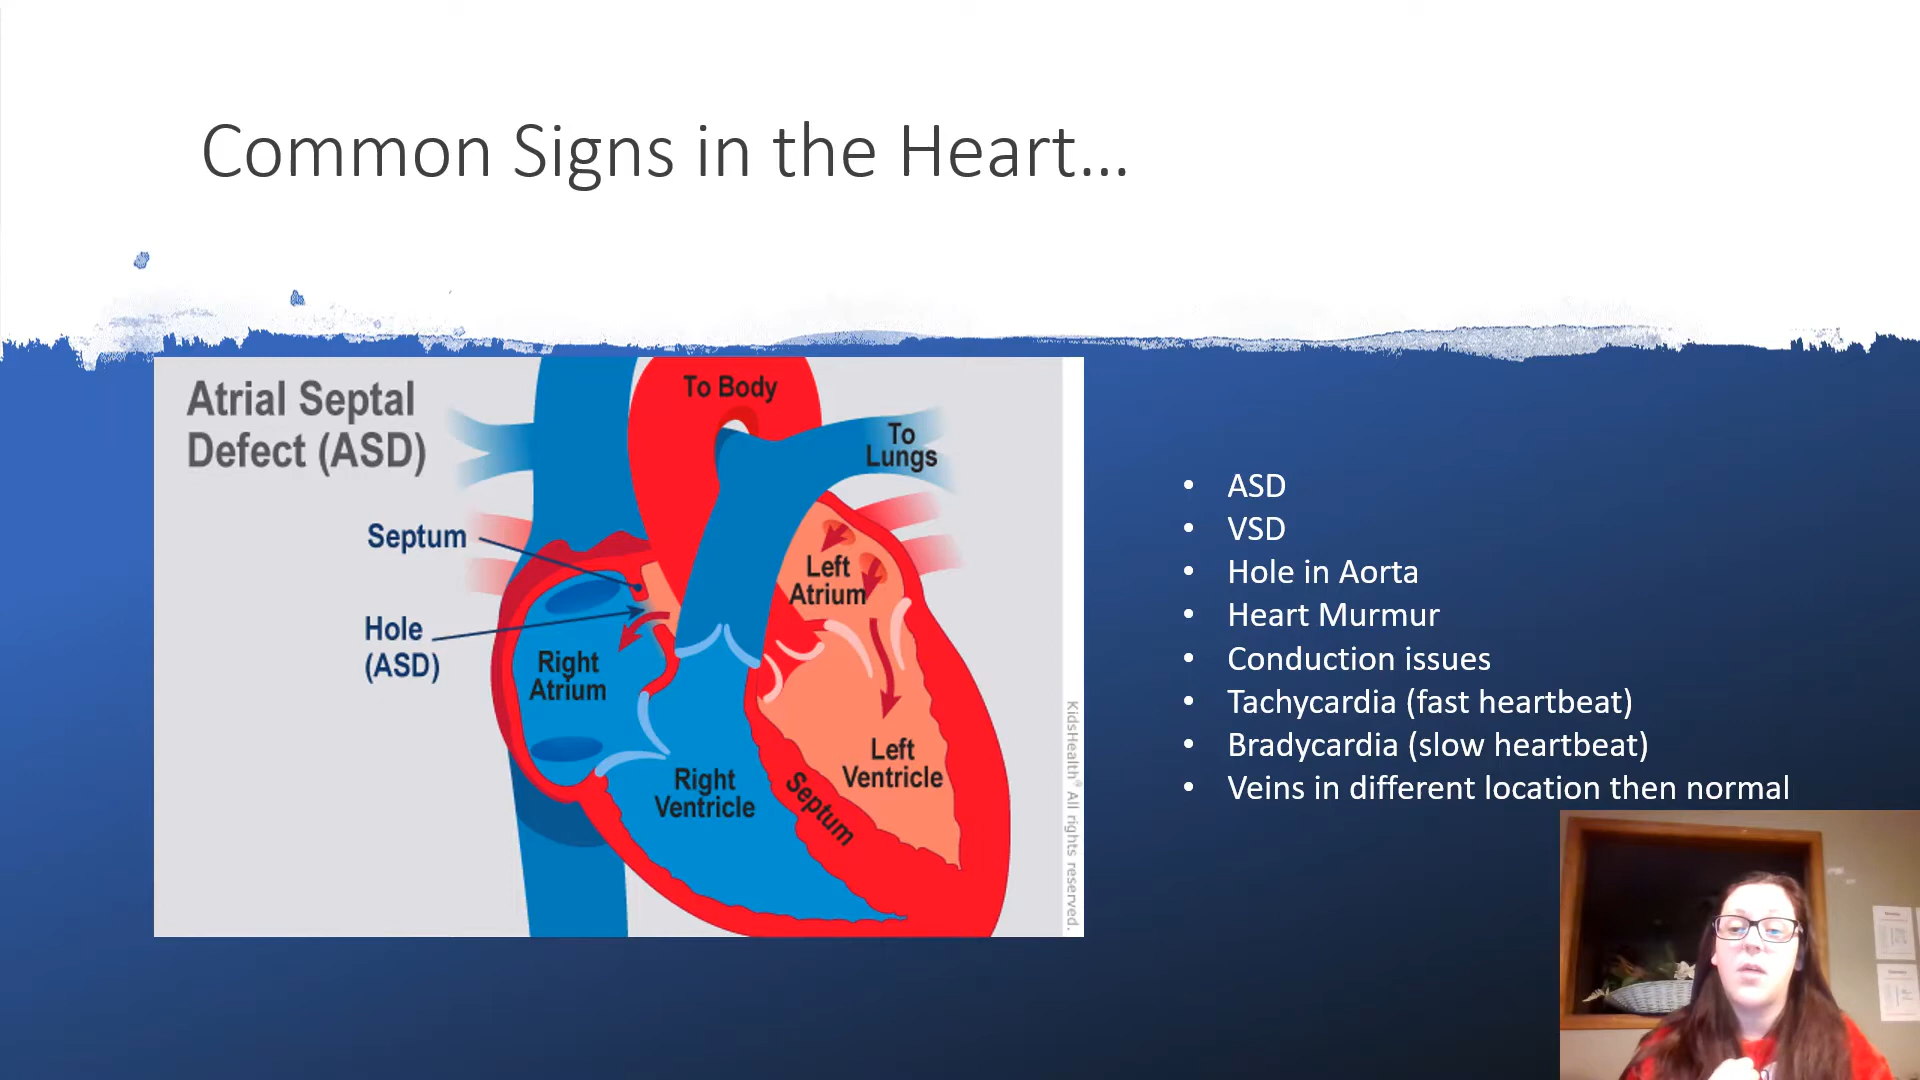 Common Signs in the Heart...
Atrial Septal
Defect (ASD)
To Body
To
Lungs
Septum
Left
Atrium
Hole
(ASD)
Right
Atrium
Left
Ventricle
Right
Ventricle
Septum
KidsHealth® All rights reserved.
• ASD
• VSD
• Hole in Aorta
• Heart Murmur
• Conduction issues
• Tachycardia (fast heartbeat)
• Bradycardia (slow heartbeat)
• Veins in different location then normal